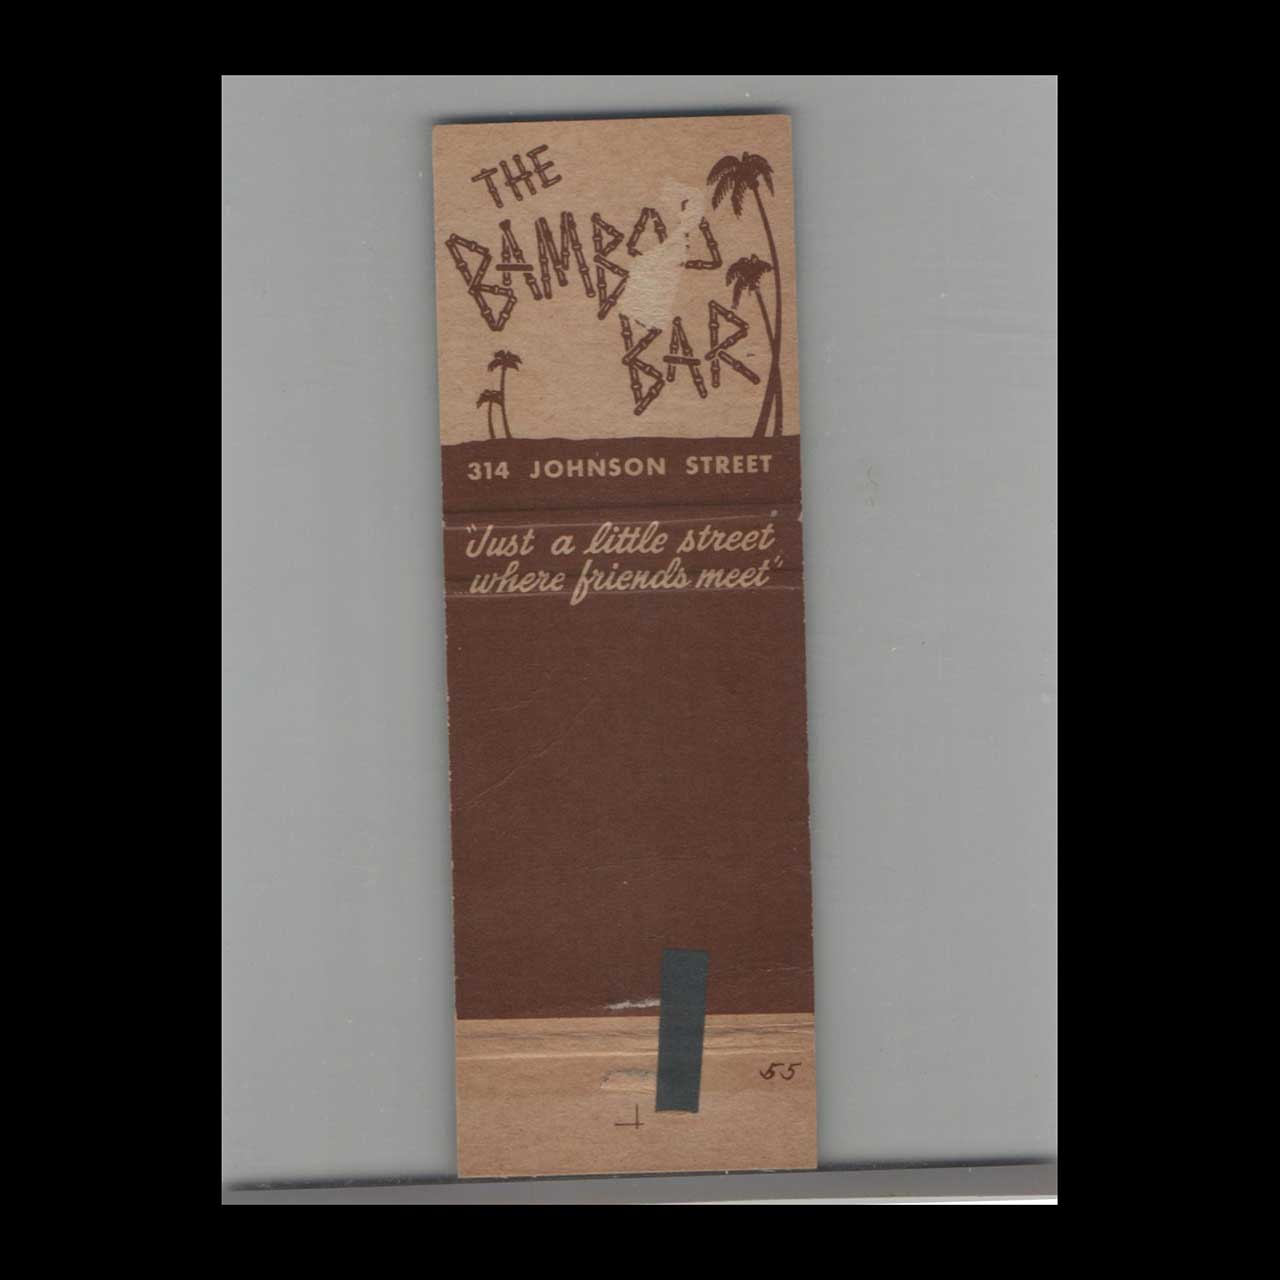 THE
BAMBOO
BAR
314 JOHNSON STREET
"Just a little street
where friends meet"
55